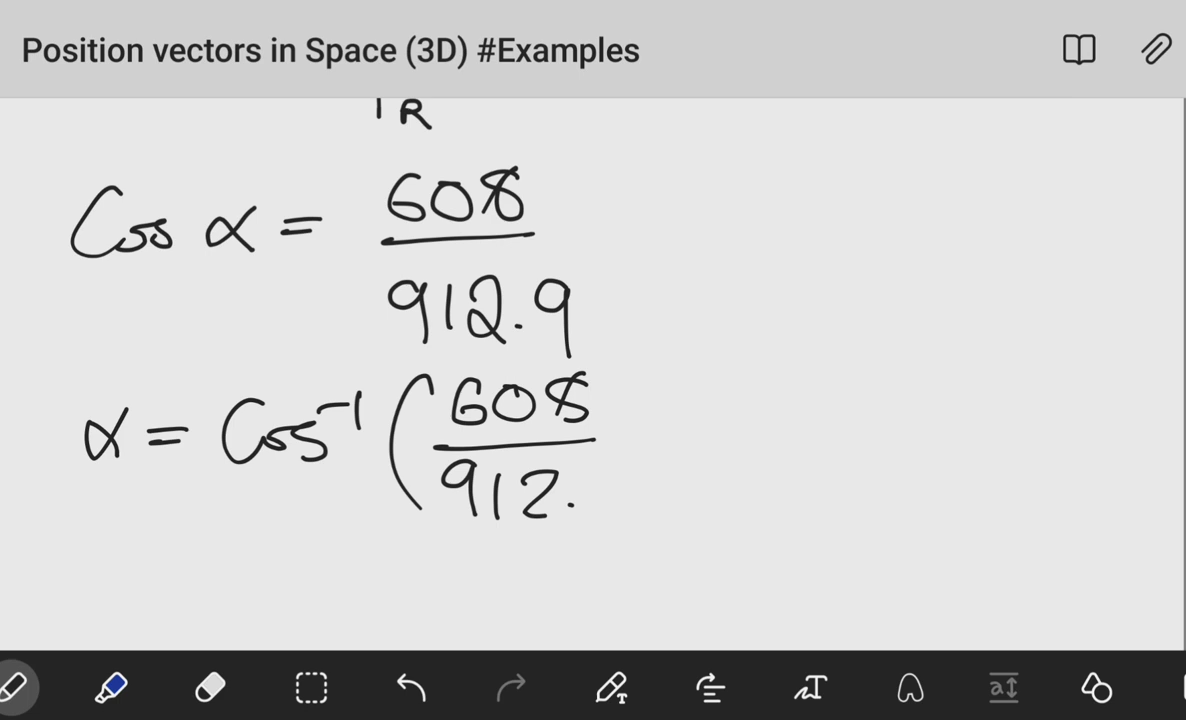 Position vectors in Space (3D) #Examples
R
Cos α = 608
912.9
α = Cos⁻¹ (608
912.